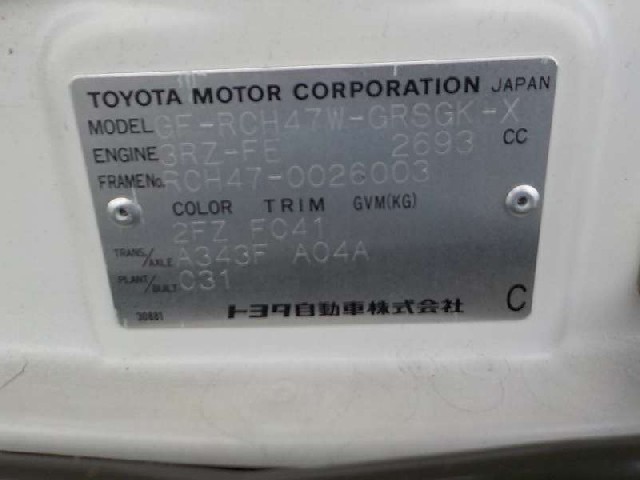 TOYOTA MOTOR CORPORATION JAPAN
MODEL GF-RCH47W-GRSGK-X
ENGINE 3RZ-FE 2693 CC
FRAME No. RCH47-0026003
COLOR TRIM GVM(KG)
2FZ FC41
TRANS/AXLE A343F A04A
PLANT/BUILT C31
30881 トヨタ自動車株式会社 C